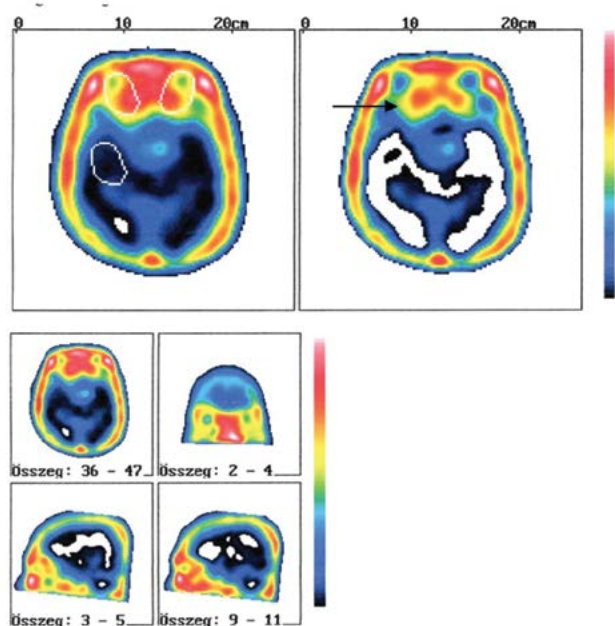 0 10 20cm
0 10 20cm
Összeg: 36 - 47
Összeg: 2 - 4
Összeg: 3 - 5
Összeg: 9 - 11